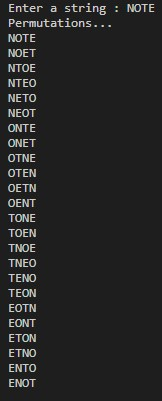 Enter a string : NOTE
Permutations...
NOTE
NOET
NTOE
NTEO
NETO
NEOT
ONTE
ONET
OTNE
OTEN
OETN
OENT
TONE
TOEN
TNOE
TNEO
TENO
TEON
EOTN
EONT
ETON
ETNO
ENTO
ENOT